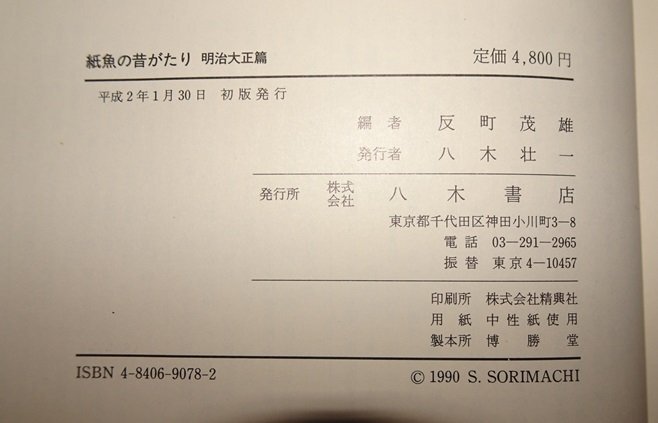 紙魚の昔がたり 明治大正篇 定価4,800円
平成2年1月30日 初版発行
編者 反町茂雄
発行者 八木壮一
発行所 株式会社 八木書店
東京都千代田区神田小川町3―8
電話 03―291―2965
振替 東京4―10457
印刷所 株式会社精興社
用紙 中性紙使用
製本所 博勝堂
ISBN 4-8406-9078-2 © 1990 S. SORIMACHI